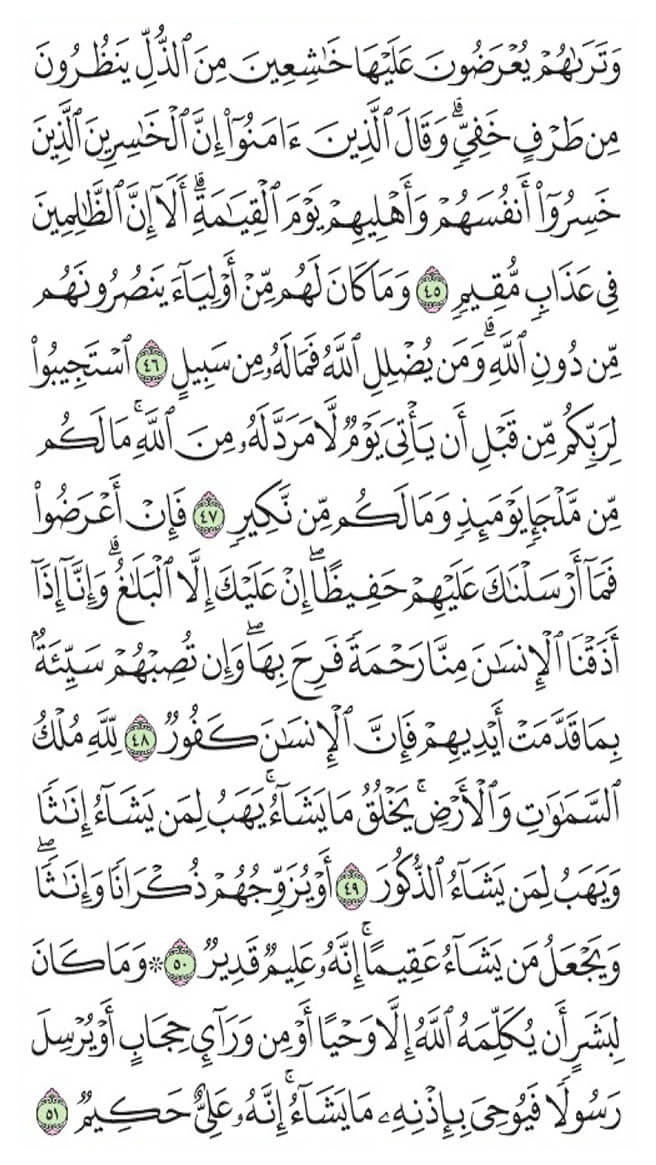 وَتَرَىٰهُمْ يُعْرَضُونَ عَلَيْهَا خَٰشِعِينَ مِنَ ٱلذُّلِّ يَنظُرُونَ
مِن طَرْفٍ خَفِيٍّۗ وَقَالَ ٱلَّذِينَ ءَامَنُوٓا۟ إِنَّ ٱلْخَٰسِرِينَ ٱلَّذِينَ
خَسِرُوٓا۟ أَنفُسَهُمْ وَأَهْلِيهِمْ يَوْمَ ٱلْقِيَٰمَةِۗ أَلَآ إِنَّ ٱلظَّٰلِمِينَ
فِى عَذَابٍ مُّقِيمٍ ٤٥ وَمَا كَانَ لَهُم مِّنْ أَوْلِيَآءَ يَنصُرُونَهُم
مِّن دُونِ ٱللَّهِۗ وَمَن يُضْلِلِ ٱللَّهُ فَمَا لَهُۥ مِن سَبِيلٍ ٤٦ ٱسْتَجِيبُوا۟
لِرَبِّكُم مِّن قَبْلِ أَن يَأْتِىَ يَوْمٌ لَّا مَرَدَّ لَهُۥ مِنَ ٱللَّهِۚ مَا لَكُم
مِّن مَّلْجَإٍ يَوْمَئِذٍ وَمَا لَكُم مِّن نَّكِيرٍ ٤٧ فَإِنْ أَعْرَضُوا۟
فَمَآ أَرْسَلْنَٰكَ عَلَيْهِمْ حَفِيظًاۖ إِنْ عَلَيْكَ إِلَّا ٱلْبَلَٰغُۗ وَإِنَّآ إِذَآ
أَذَقْنَا ٱلْإِنسَٰنَ مِنَّا رَحْمَةً فَرِحَ بِهَاۖ وَإِن تُصِبْهُمْ سَيِّئَةٌۢ
بِمَا قَدَّمَتْ أَيْدِيهِمْ فَإِنَّ ٱلْإِنسَٰنَ كَفُورٌ ٤٨ لِّلَّهِ مُلْكُ
ٱلسَّمَٰوَٰتِ وَٱلْأَرْضِۚ يَخْلُقُ مَا يَشَآءُۚ يَهَبُ لِمَن يَشَآءُ إِنَٰثًا
وَيَهَبُ لِمَن يَشَآءُ ٱلذُّكُورَ ٤٩ أَوْ يُزَوِّجُهُمْ ذُكْرَانًا وَإِنَٰثًاۖ
وَيَجْعَلُ مَن يَشَآءُ عَقِيمًاۚ إِنَّهُۥ عَلِيمٌ قَدِيرٌ ٥٠ ۞ وَمَا كَانَ
لِبَشَرٍ أَن يُكَلِّمَهُ ٱللَّهُ إِلَّا وَحْيًا أَوْ مِن وَرَآئِ حِجَابٍ أَوْ يُرْسِلَ
رَسُولًا فَيُوحِىَ بِإِذْنِهِۦ مَا يَشَآءُۚ إِنَّهُۥ عَلِىٌّ حَكِيمٌ ٥١